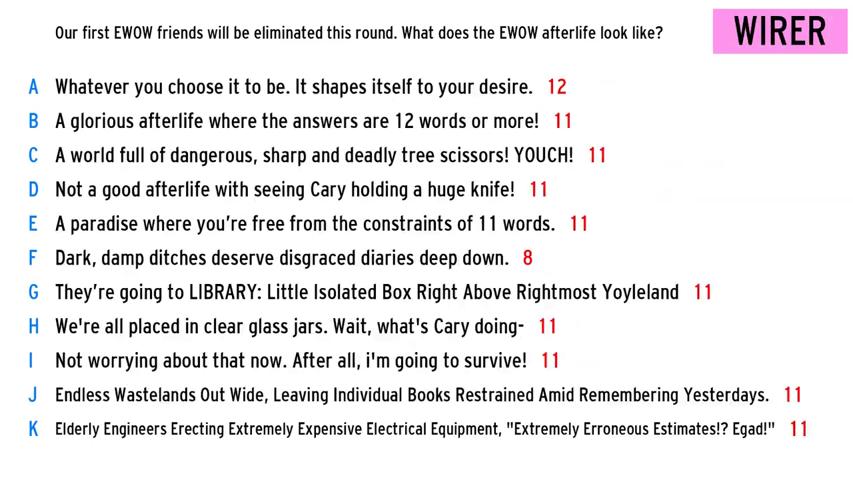 Our first EWOW friends will be eliminated this round. What does the EWOW afterlife look like?
WIRER
A Whatever you choose it to be. It shapes itself to your desire. 12
B A glorious afterlife where the answers are 12 words or more! 11
C A world full of dangerous, sharp and deadly tree scissors! YOUCH! 11
D Not a good afterlife with seeing Cary holding a huge knife! 11
E A paradise where you’re free from the constraints of 11 words. 11
F Dark, damp ditches deserve disgraced diaries deep down. 8
G They’re going to LIBRARY: Little Isolated Box Right Above Rightmost Yoyleland 11
H We're all placed in clear glass jars. Wait, what's Cary doing- 11
I Not worrying about that now. After all, i'm going to survive! 11
J Endless Wastelands Out Wide, Leaving Individual Books Restrained Amid Remembering Yesterdays. 11
K Elderly Engineers Erecting Extremely Expensive Electrical Equipment, "Extremely Erroneous Estimates!? Egad!" 11